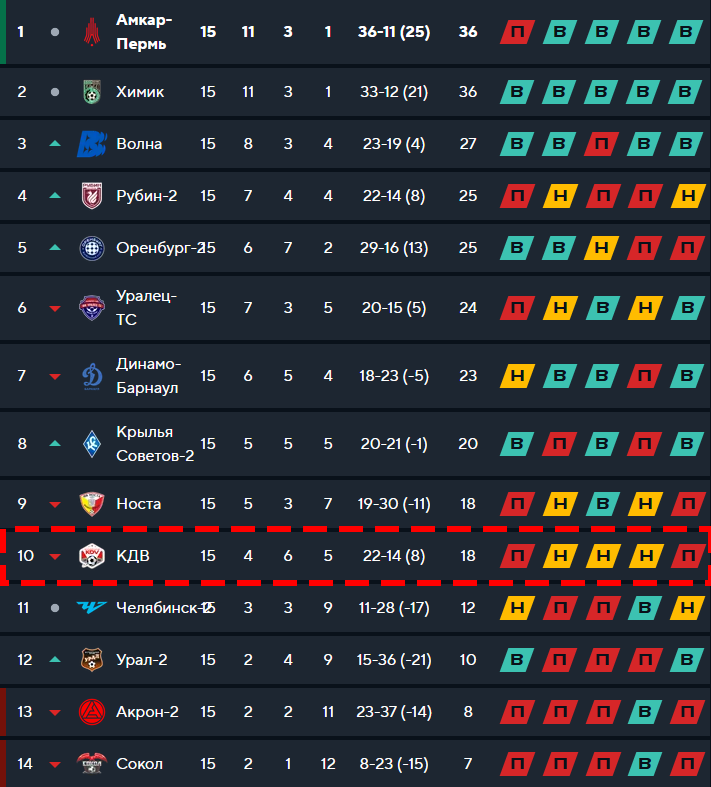 1 Амкар-Пермь 15 11 3 1 36-11 (25) 36 П В В В В
2 Химик 15 11 3 1 33-12 (21) 36 В В В В В
3 Волна 15 8 3 4 23-19 (4) 27 В В П В В
4 Рубин-2 15 7 4 4 22-14 (8) 25 П Н П П Н
5 Оренбург-2 15 6 7 2 29-16 (13) 25 В В Н П П
6 Уралец-ТС 15 7 3 5 20-15 (5) 24 П Н В Н В
7 Динамо-Барнаул 15 6 5 4 18-23 (-5) 23 Н В В П В
8 Крылья Советов-2 15 5 5 5 20-21 (-1) 20 В П В П В
9 Носта 15 5 3 7 19-30 (-11) 18 П Н В Н П
10 KDV КДВ 15 4 6 5 22-14 (8) 18 П Н Н Н П
11 Челябинск-2 15 3 3 9 11-28 (-17) 12 Н П П В Н
12 УРАЛ Урал-2 15 2 4 9 15-36 (-21) 10 В П П П В
13 Акрон-2 15 2 2 11 23-37 (-14) 8 П П П В П
14 Сокол 15 2 1 12 8-23 (-15) 7 П П П В П